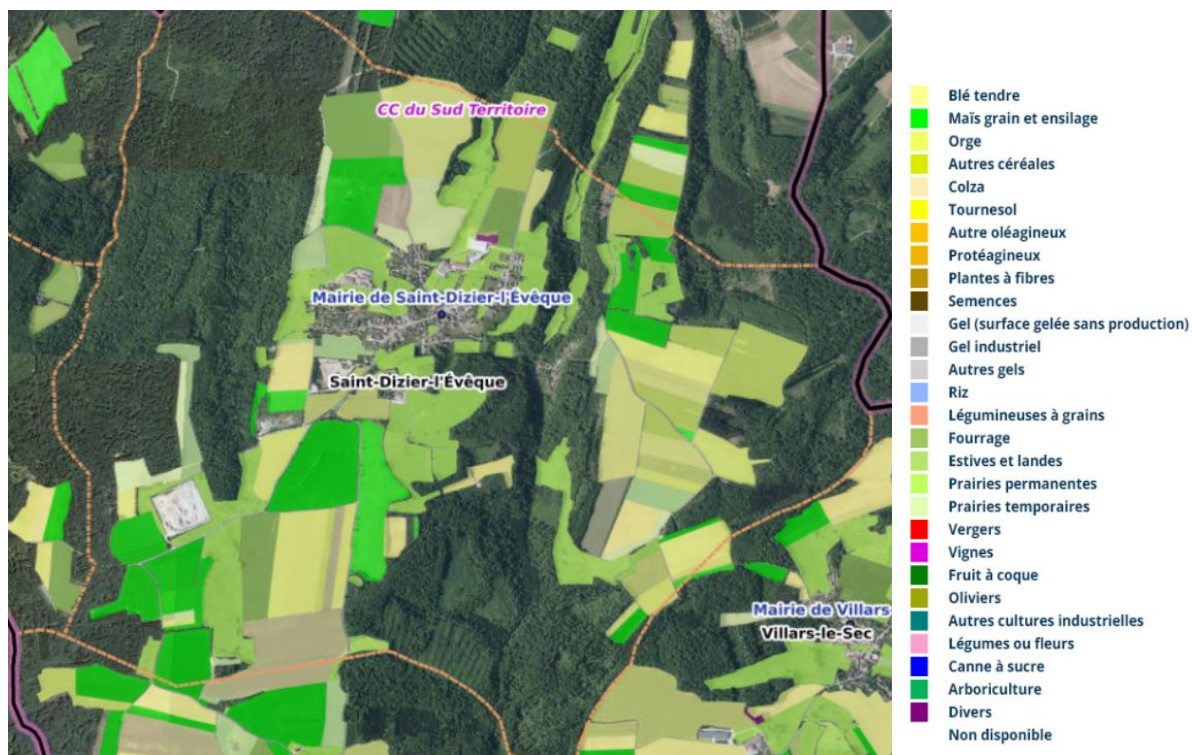 CC du Sud Territoire
Mairie de Saint-Dizier-l'Évêque
Saint-Dizier-l'Évêque
Mairie de Villars-
Villars-le-Sec
Blé tendre
Maïs grain et ensilage
Orge
Autres céréales
Colza
Tournesol
Autre oléagineux
Protéagineux
Plantes à fibres
Semences
Gel (surface gelée sans production)
Gel industriel
Autres gels
Riz
Légumineuses à grains
Fourrage
Estives et landes
Prairies permanentes
Prairies temporaires
Vergers
Vignes
Fruit à coque
Oliviers
Autres cultures industrielles
Légumes ou fleurs
Canne à sucre
Arboriculture
Divers
Non disponible